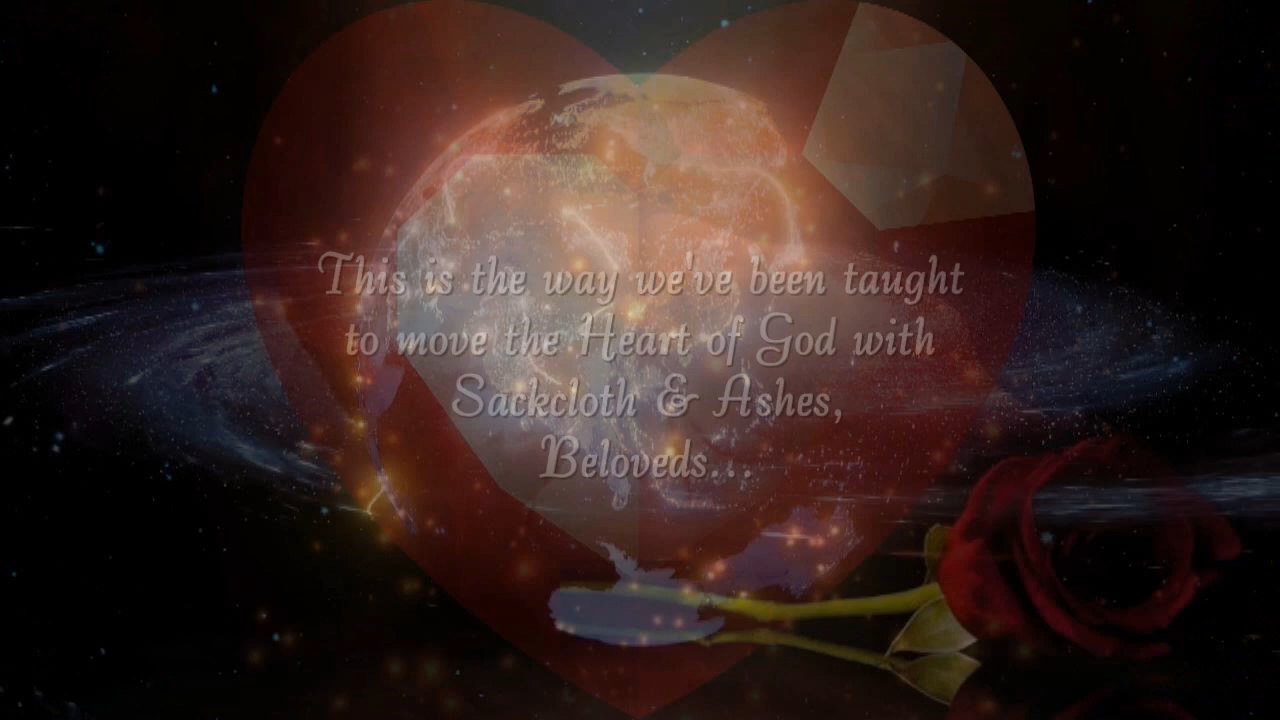 This is the way we've been taught
to move the Heart of God with
Sackcloth & Ashes,
Beloveds...